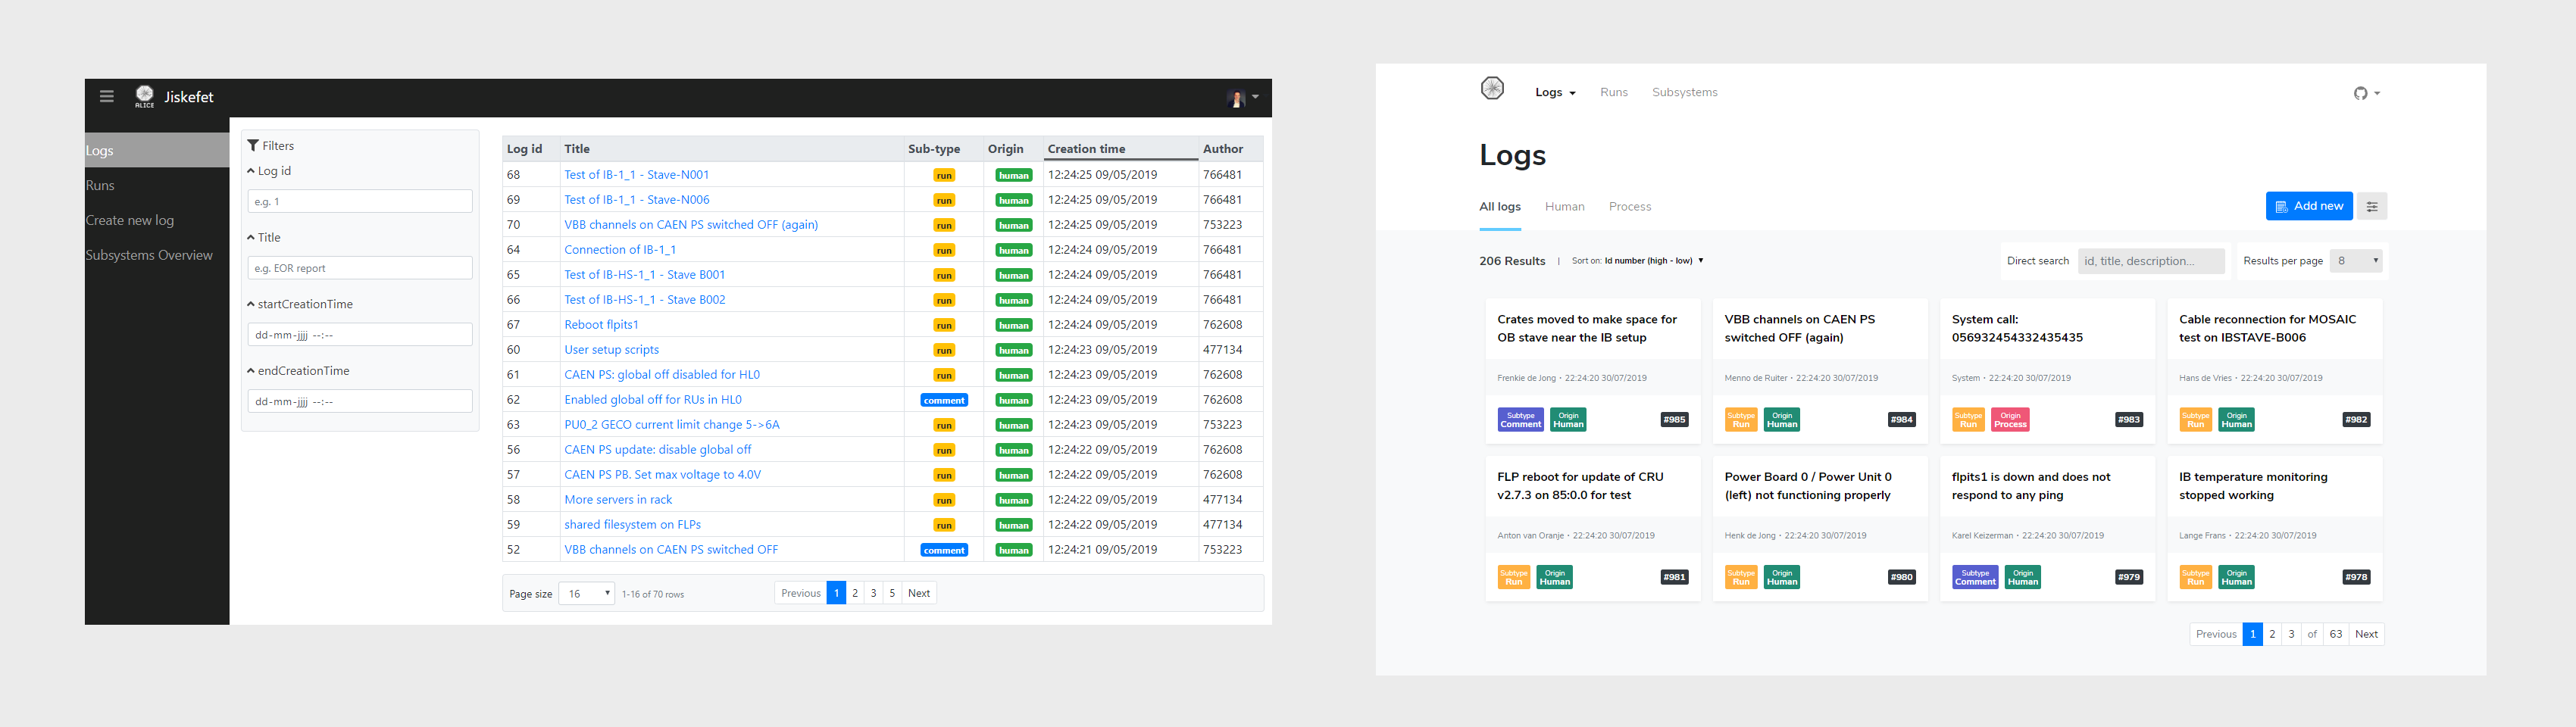 ALICE
Jiskefet
Logs
Runs
Create new log
Subsystems Overview
Filters
Log id
e.g. 1
Title
e.g. EOR report
startCreationTime
dd-mm-jjjj --:--
endCreationTime
dd-mm-jjjj --:--
Log id Title Sub-type Origin Creation time Author
68 Test of IB-1_1 - Stave-N001 run human 12:24:25 09/05/2019 766481
69 Test of IB-1_1 - Stave-N006 run human 12:24:25 09/05/2019 766481
70 VBB channels on CAEN PS switched OFF (again) run human 12:24:25 09/05/2019 753223
64 Connection of IB-1_1 run human 12:24:24 09/05/2019 766481
65 Test of IB-HS-1_1 - Stave B001 run human 12:24:24 09/05/2019 766481
66 Test of IB-HS-1_1 - Stave B002 run human 12:24:24 09/05/2019 766481
67 Reboot flpits1 run human 12:24:24 09/05/2019 762608
60 User setup scripts run human 12:24:23 09/05/2019 477134
61 CAEN PS: global off disabled for HL0 run human 12:24:23 09/05/2019 762608
62 Enabled global off for RUs in HL0 comment human 12:24:23 09/05/2019 762608
63 PU0_2 GECO current limit change 5->6A run human 12:24:23 09/05/2019 753223
56 CAEN PS update: disable global off run human 12:24:22 09/05/2019 762608
57 CAEN PS PB. Set max voltage to 4.0V run human 12:24:22 09/05/2019 762608
58 More servers in rack run human 12:24:22 09/05/2019 477134
59 shared filesystem on FLPs run human 12:24:22 09/05/2019 477134
52 VBB channels on CAEN PS switched OFF comment human 12:24:21 09/05/2019 753223
Page size 16 1-16 of 70 rows Previous 1 2 3 5 Next
Logs Runs Subsystems
Logs
All logs Human Process Add new
206 Results | Sort on: Id number (high - low) Direct search id, title, description... Results per page 8
Crates moved to make space for
OB stave near the IB setup
Frenkie de Jong · 22:24:20 30/07/2019
Subtype Origin
Comment Human #985
VBB channels on CAEN PS
switched OFF (again)
Menno de Ruiter · 22:24:20 30/07/2019
Subtype Origin
Run Human #984
System call:
056932454332435435
System · 22:24:20 30/07/2019
Subtype Origin
Run Process #983
Cable reconnection for MOSAIC
test on IBSTAVE-B006
Hans de Vries · 22:24:20 30/07/2019
Subtype Origin
Run Human #982
FLP reboot for update of CRU
v2.7.3 on 85:0.0 for test
Anton van Oranje · 22:24:20 30/07/2019
Subtype Origin
Run Human #981
Power Board 0 / Power Unit 0
(left) not functioning properly
Henk de Jong · 22:24:20 30/07/2019
Subtype Origin
Run Human #980
flpits1 is down and does not
respond to any ping
Karel Keizerman · 22:24:20 30/07/2019
Subtype Origin
Comment Human #979
IB temperature monitoring
stopped working
Lange Frans · 22:24:20 30/07/2019
Subtype Origin
Run Human #978
Previous 1 2 3 of 63 Next